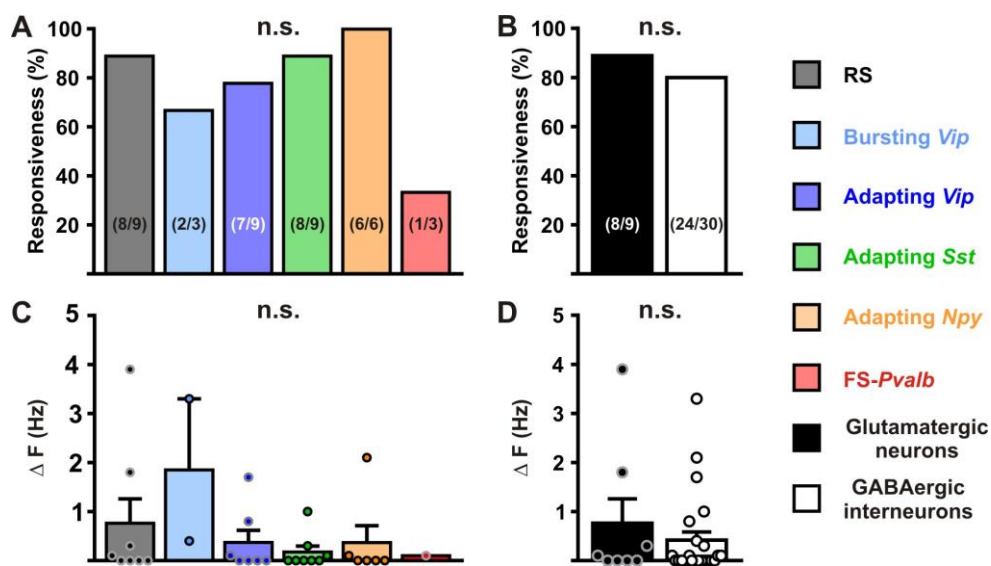 A
n.s.
Responsiveness (%)
100
80
60
40
20
(8/9)
(2/3)
(7/9)
(8/9)
(6/6)
(1/3)
B
n.s.
Responsiveness (%)
100
80
60
40
20
(8/9)
(24/30)
RS
Bursting Vip
Adapting Vip
Adapting Sst
Adapting Npy
FS-Pvalb
Glutamatergic
neurons
GABAergic
interneurons
C
n.s.
Δ F (Hz)
5
4
3
2
1
D
n.s.
Δ F (Hz)
5
4
3
2
1